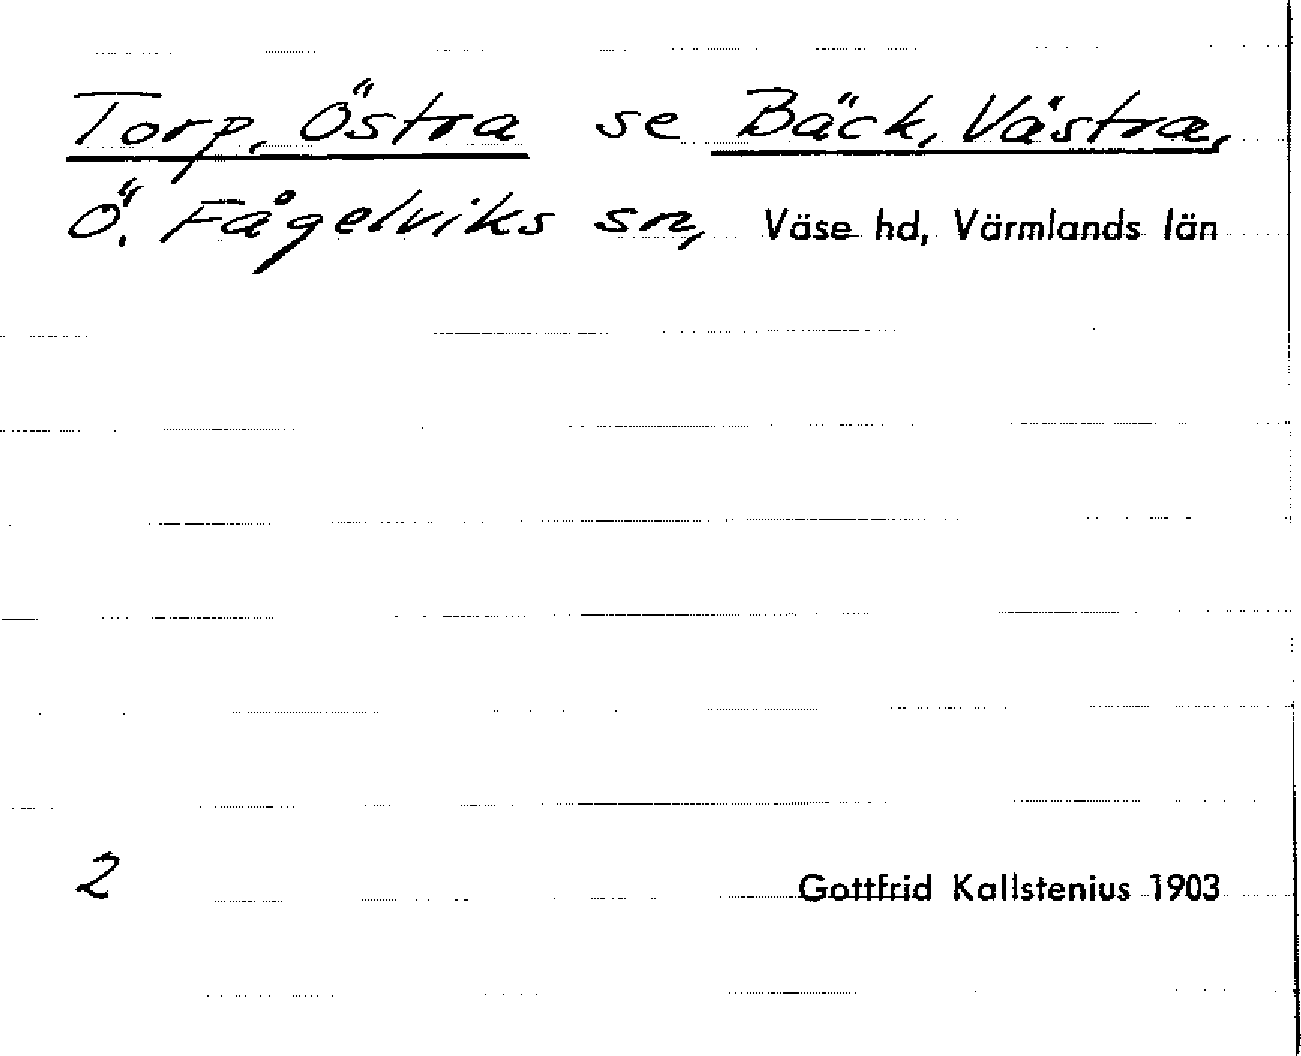 Torp, Östra se Bäck, Västra,
Ö. Fågelviks sn, Väse hd, Värmlands län
2 Gottfrid Kallstenius 1903